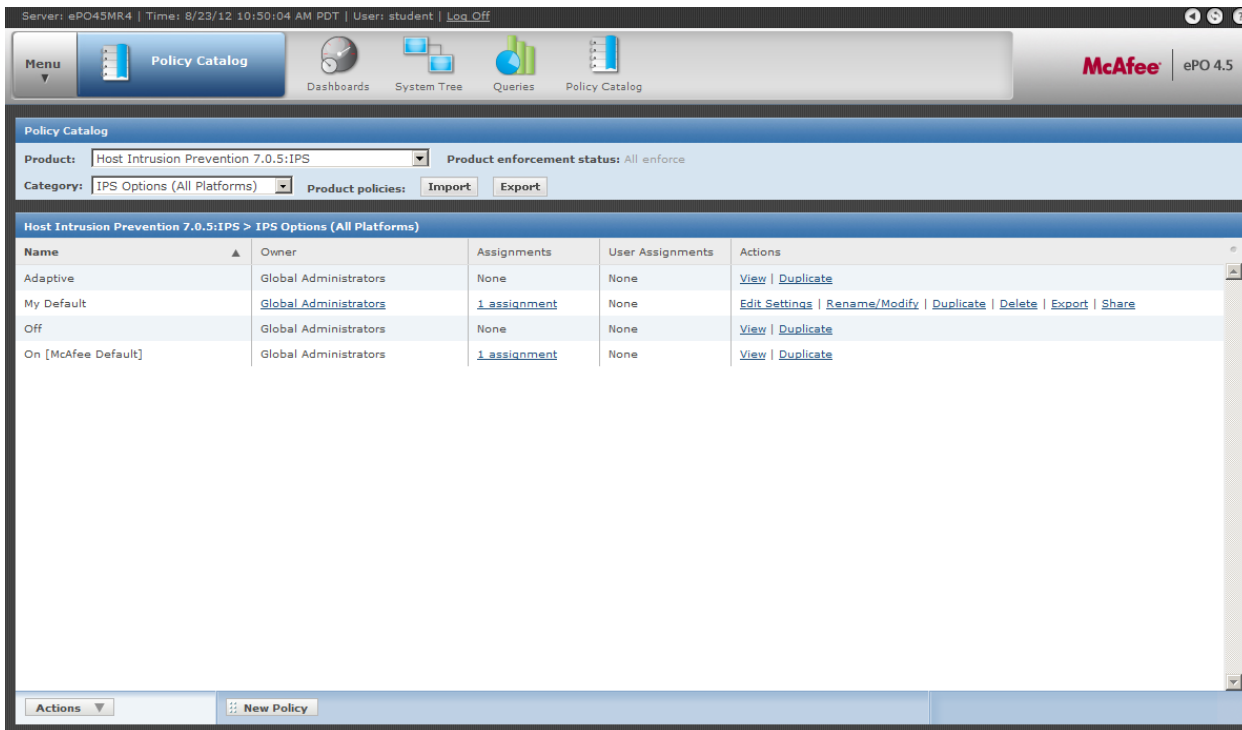 Server: ePO45MR4 | Time: 8/23/12 10:50:04 AM PDT | User: student | Log Off
Menu
Policy Catalog
Dashboards
System Tree
Queries
Policy Catalog
McAfee
ePO 4.5
Policy Catalog
Product: Host Intrusion Prevention 7.0.5:IPS Product enforcement status: All enforce
Category: IPS Options (All Platforms) Product policies: Import Export
Host Intrusion Prevention 7.0.5:IPS > IPS Options (All Platforms)
Name Owner Assignments User Assignments Actions
Adaptive Global Administrators None None View | Duplicate
My Default Global Administrators 1 assignment None Edit Settings | Rename/Modify | Duplicate | Delete | Export | Share
Off Global Administrators None None View | Duplicate
On [McAfee Default] Global Administrators 1 assignment None View | Duplicate
Actions New Policy